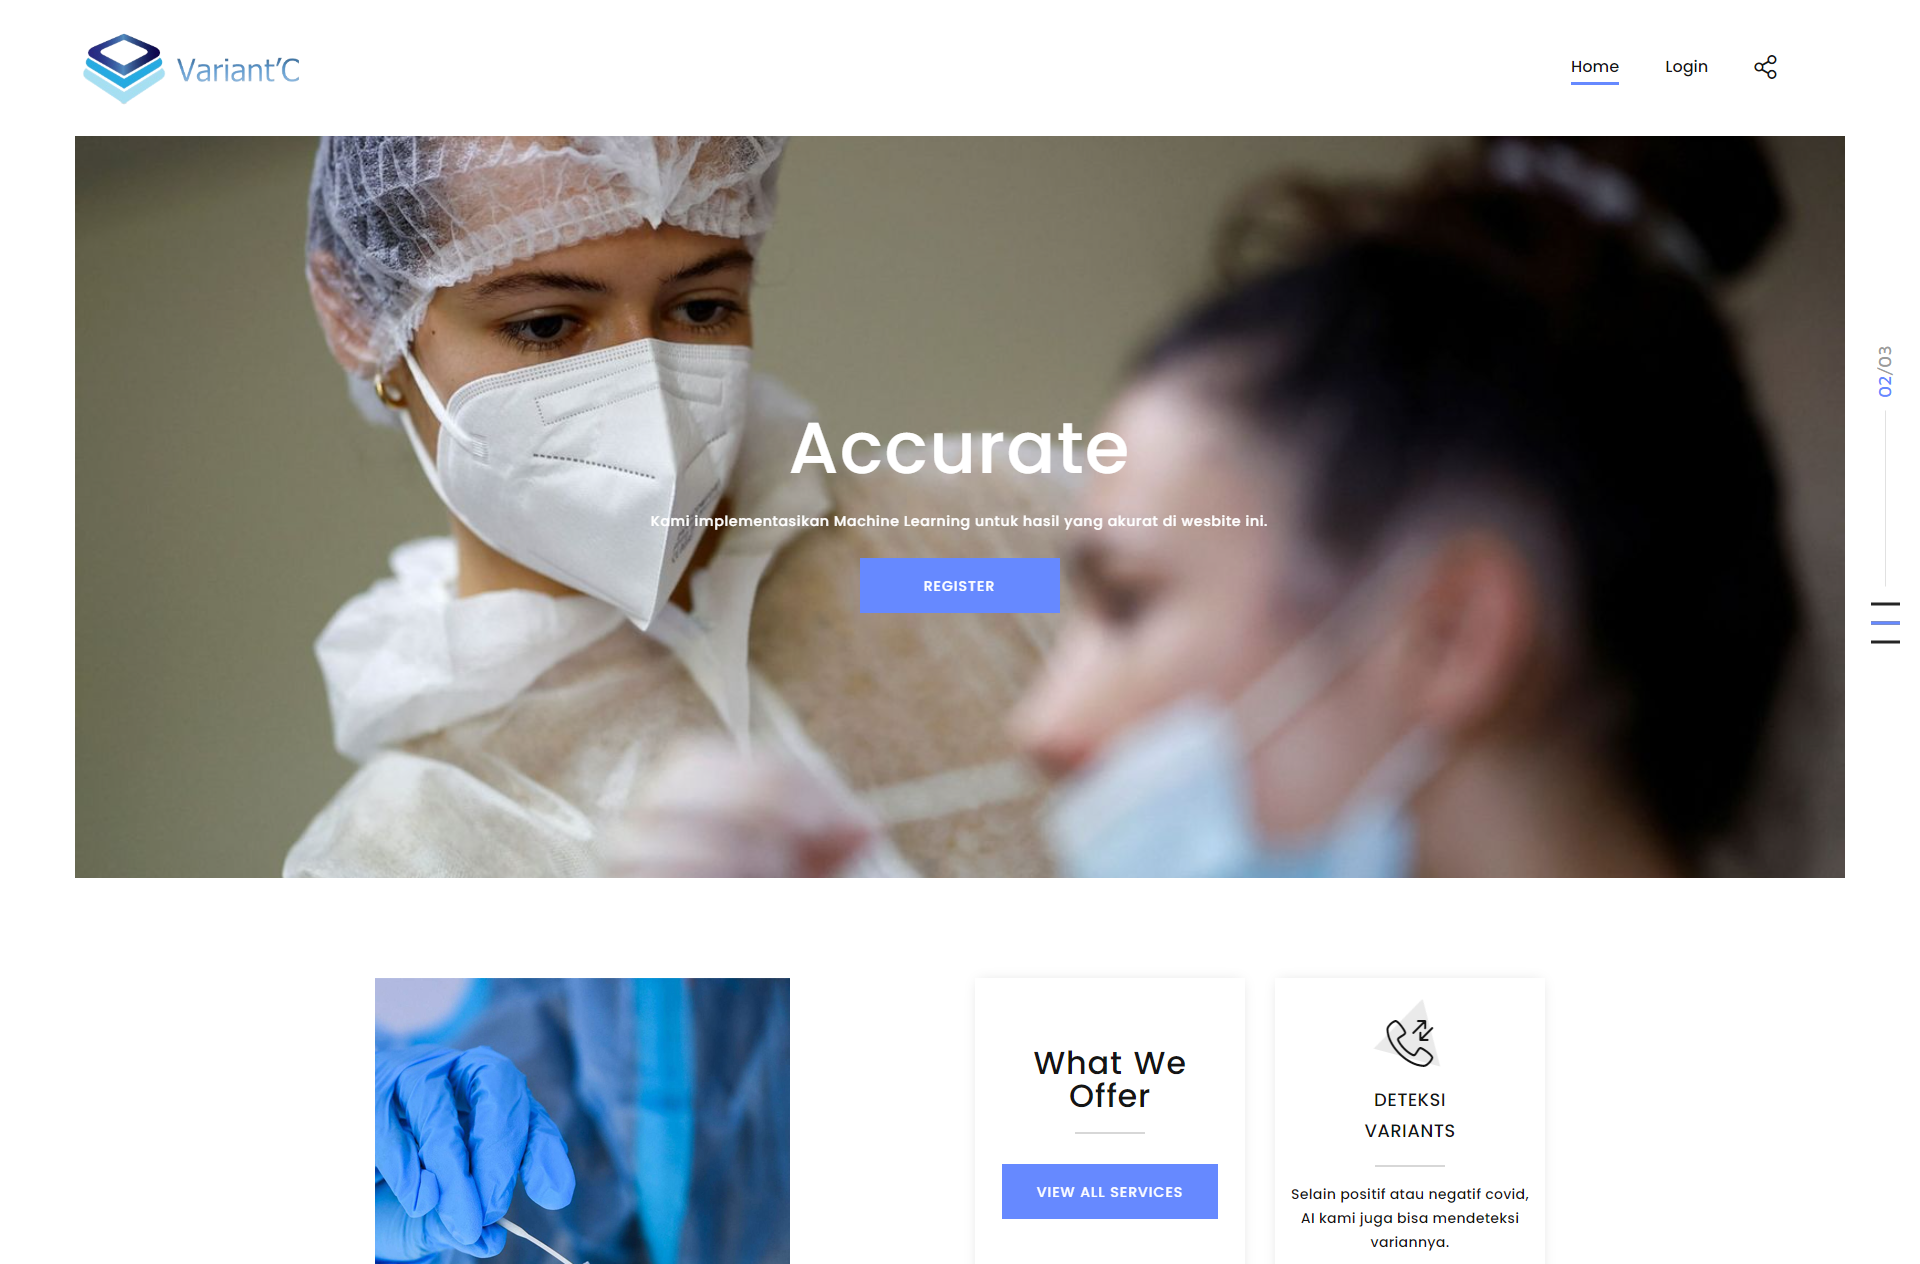 Variant'C
Home
Login
Accurate
Kami implementasikan Machine Learning untuk hasil yang akurat di wesbite ini.
REGISTER
02/03
What We
Offer
VIEW ALL SERVICES
DETEKSI
VARIANTS
Selain positif atau negatif covid,
AI kami juga bisa mendeteksi
variannya.